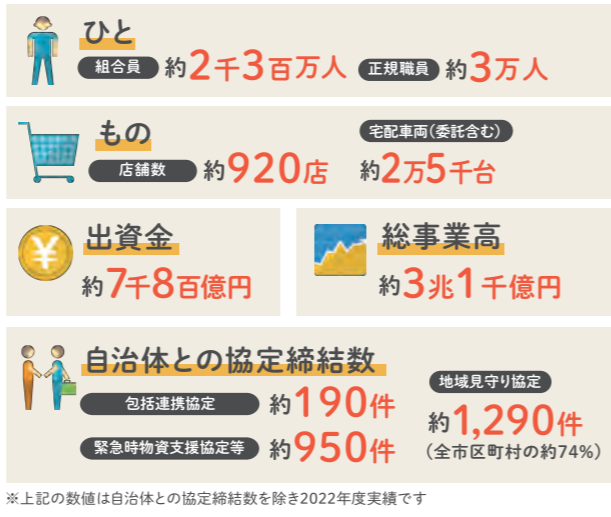 ひと
組合員 約2千3百万人 正規職員 約3万人
もの
店舗数 約920店
宅配車両(委託含む)
約2万5千台
出資金
約7千8百億円
総事業高
約3兆1千億円
自治体との協定締結数
包括連携協定 約190件
緊急時物資支援協定等 約950件
地域見守り協定
約1,290件
(全市区町村の約74%)
※上記の数値は自治体との協定締結数を除き2022年度実績です